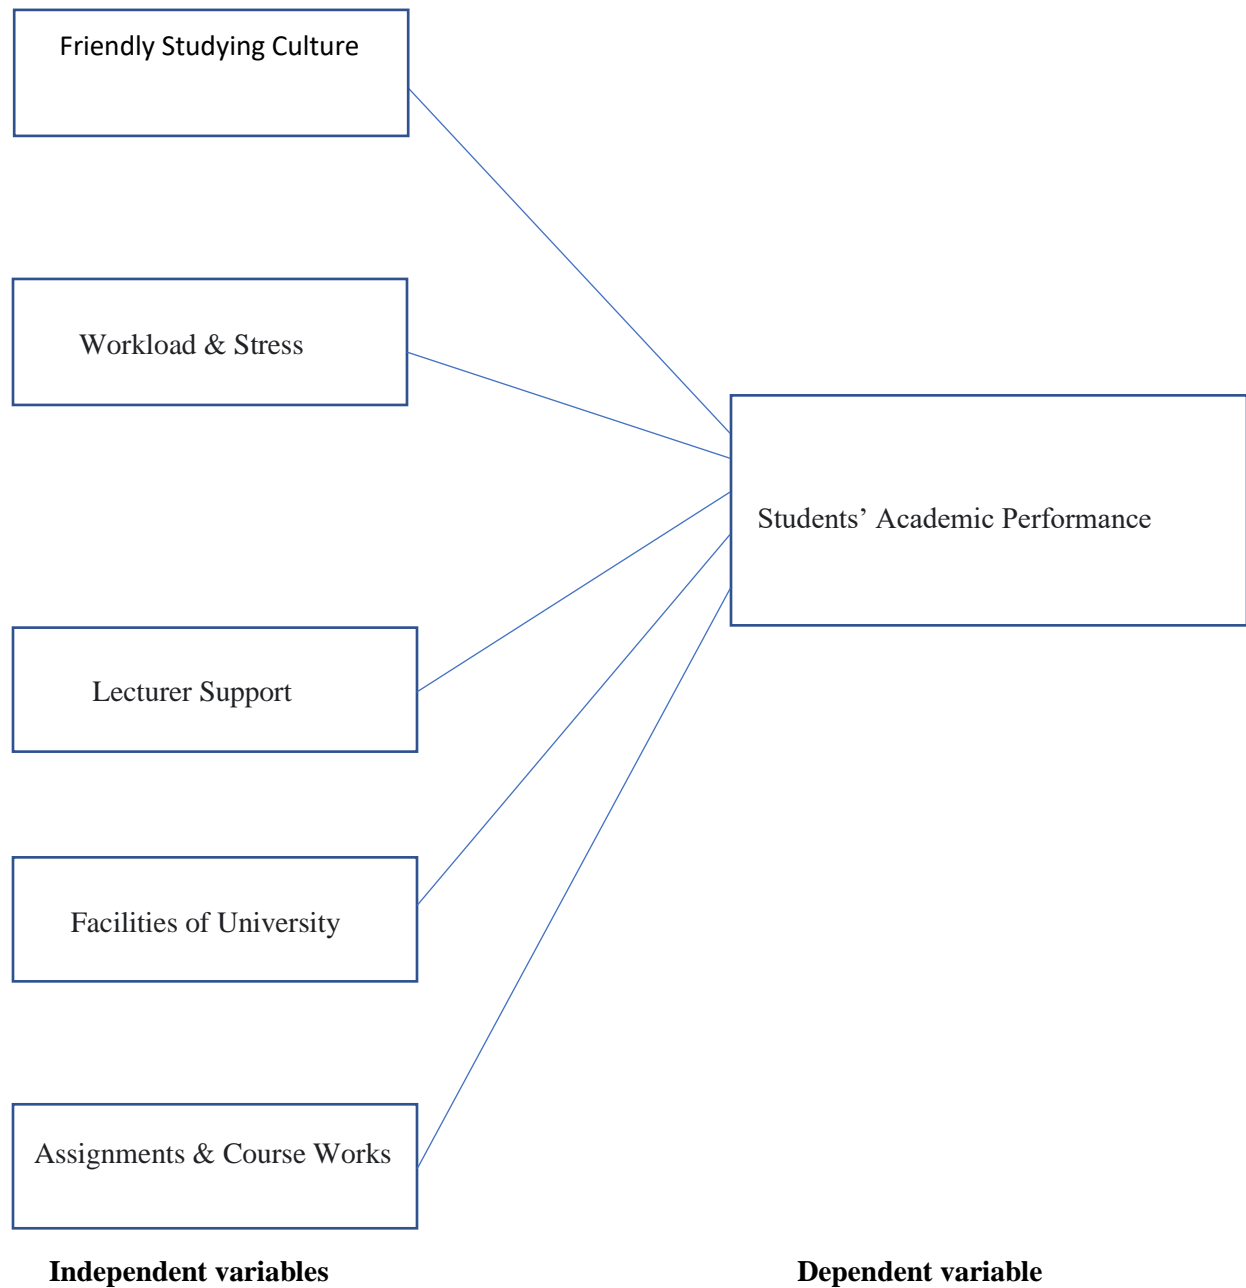 Friendly Studying Culture
Workload & Stress
Students’ Academic Performance
Lecturer Support
Facilities of University
Assignments & Course Works
Independent variables
Dependent variable